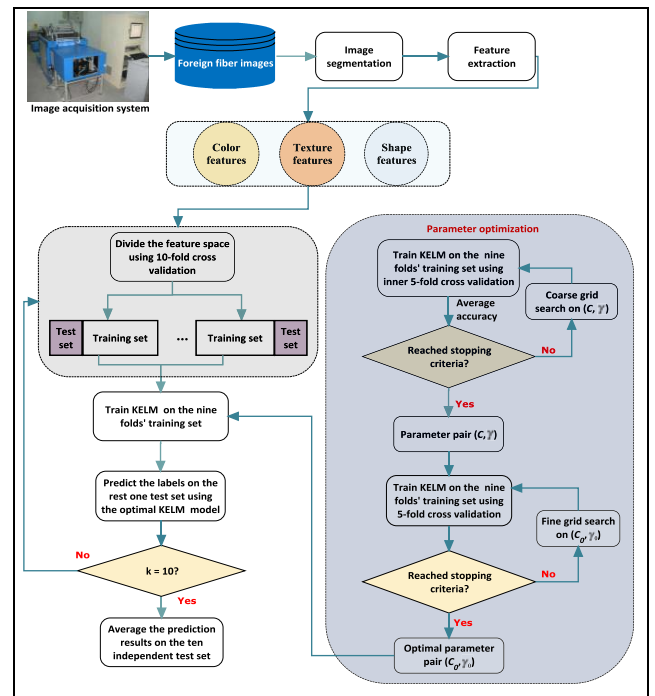 Foreign fiber images
Image
segmentation
Feature
extraction
Image acquisition system
Color
features
Texture
features
Shape
features
Divide the feature space
using 10-fold cross
validation
Test
set
Training set
...
Training set
Test
set
Train KELM on the nine
folds' training set
Predict the labels on the
rest one test set using
the optimal KELM model
No
k = 10?
Yes
Average the prediction
results on the ten
independent test set
Parameter optimization
Train KELM on the nine
folds' training set using
inner 5-fold cross validation
Coarse grid
search on (C, γ)
Average
accuracy
Reached stopping
criteria?
No
Yes
Parameter pair (C, γ)
Train KELM on the nine
folds' training set using
5-fold cross validation
Fine grid search
on (C₀, γ₀)
Reached stopping
criteria?
No
Yes
Optimal parameter
pair (C₀, γ₀)